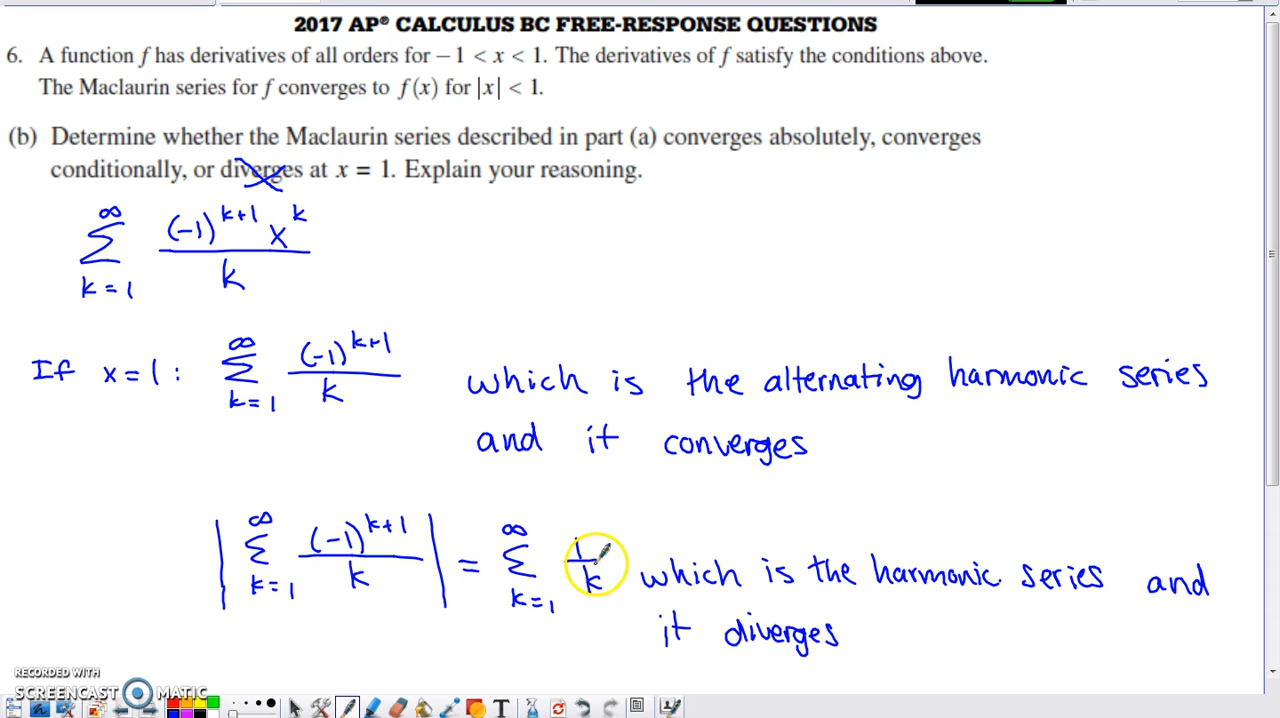 2017 AP® CALCULUS BC FREE-RESPONSE QUESTIONS
6. A function f has derivatives of all orders for −1 < x < 1. The derivatives of f satisfy the conditions above.
The Maclaurin series for f converges to f(x) for |x| < 1.
(b) Determine whether the Maclaurin series described in part (a) converges absolutely, converges
conditionally, or diverges at x = 1. Explain your reasoning.
∞ ∑ k=1 (-1)^{k+1} x^k / k
If x=1: ∞ ∑ k=1 (-1)^{k+1} / k which is the alternating harmonic series
and it converges
| ∞ ∑ k=1 (-1)^{k+1} / k | = ∞ ∑ k=1 1/k which is the harmonic series and
it diverges
RECORDED WITH
SCREENCAST MATIC
T